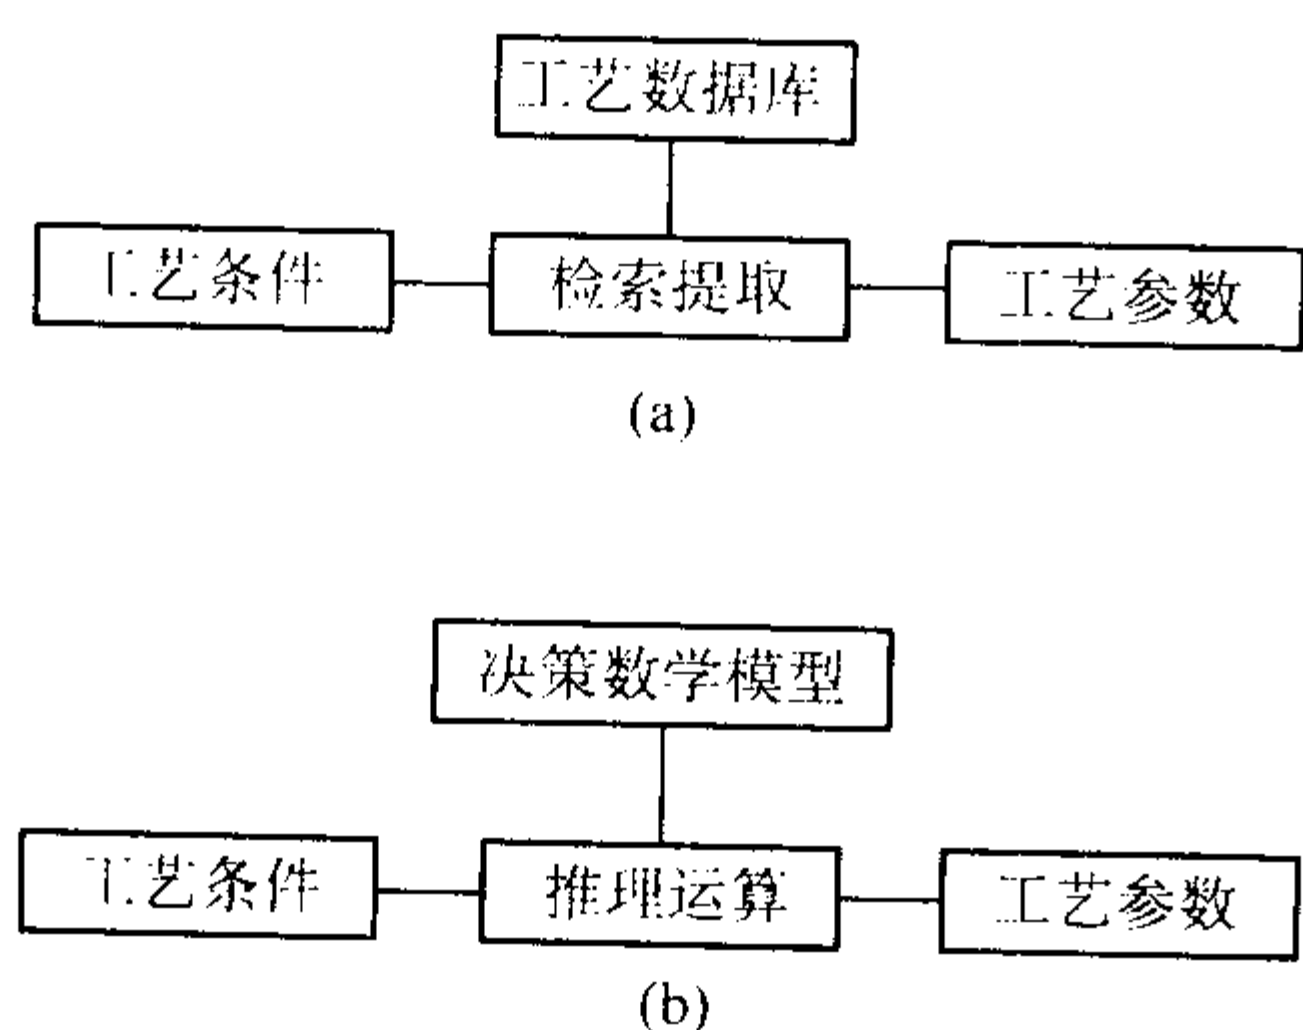 工艺数据库
工艺条件
检索提取
工艺参数
(a)
决策数学模型
工艺条件
推理运算
工艺参数
(b)